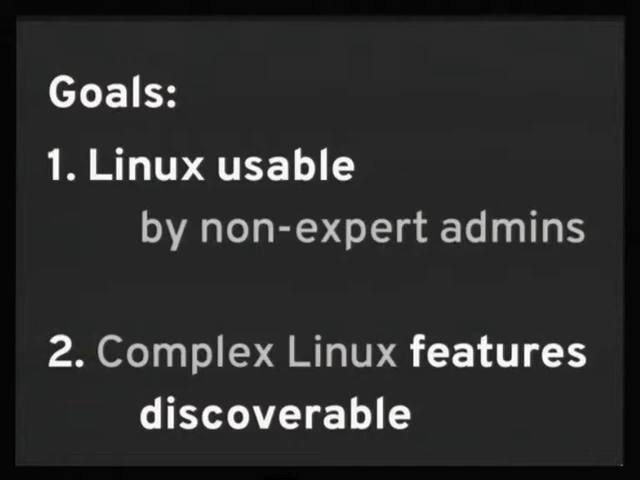 Goals:
1. Linux usable
by non-expert admins
2. Complex Linux features
discoverable